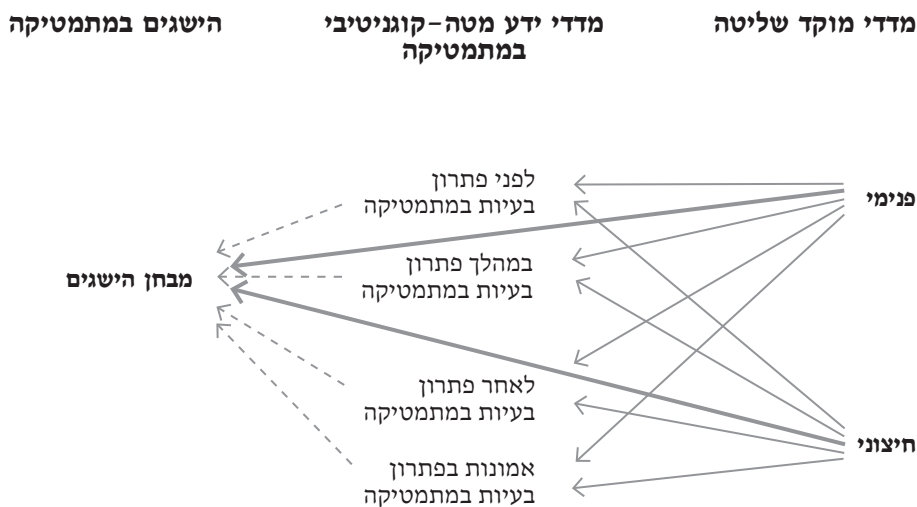 מדדי מוקד שליטה
מדדי ידע מטה-קוגניטיבי
במתמטיקה
הישגים במתמטיקה
פנימי
חיצוני
לפני פתרון
בעיות במתמטיקה
במהלך פתרון
בעיות במתמטיקה
לאחר פתרון
בעיות במתמטיקה
אמונות בפתרון
בעיות במתמטיקה
מבחן הישגים